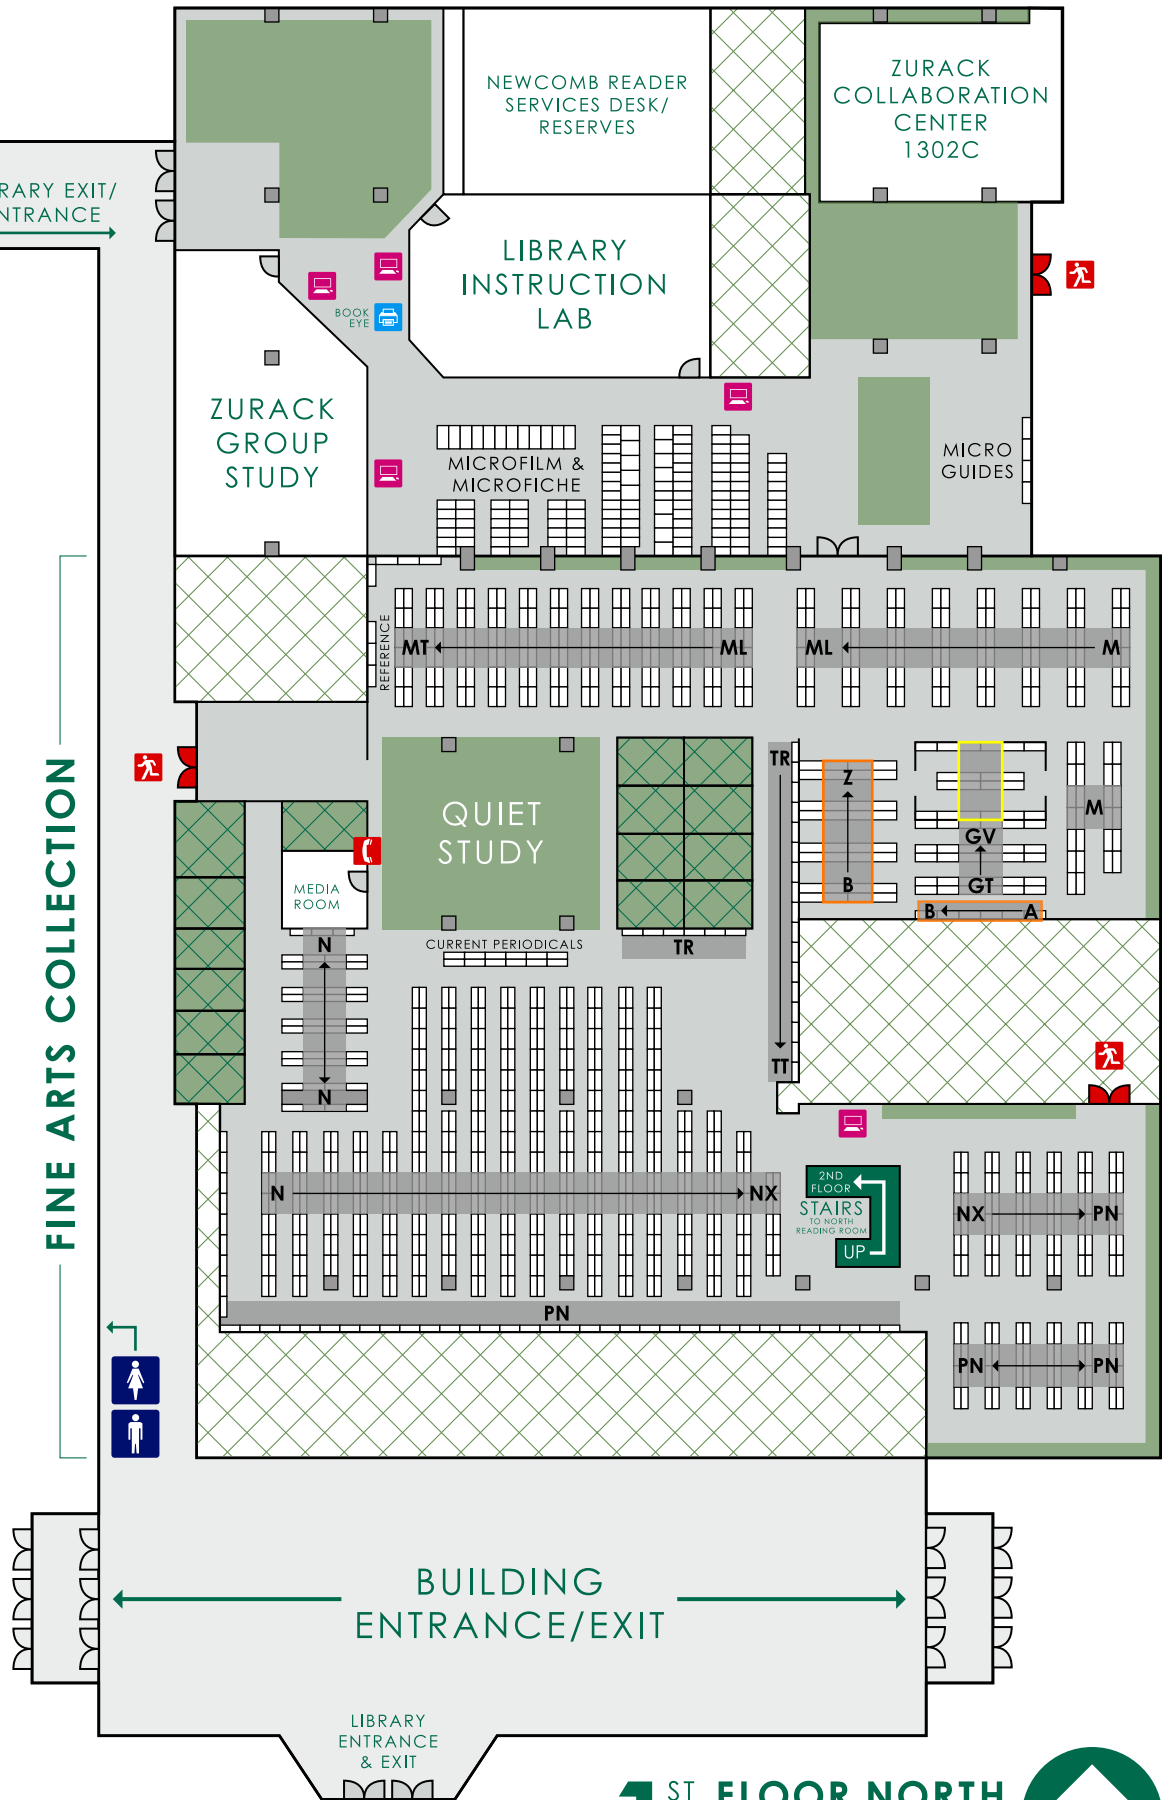 NEWCOMB READER
SERVICES DESK/
RESERVES
ZURACK
COLLABORATION
CENTER
1302C
RARY EXIT/
NTRANCE
LIBRARY
INSTRUCTION
LAB
BOOK
EYE
ZURACK
GROUP
STUDY
MICROFILM &
MICROFICHE
MICRO
GUIDES
REFERENCE
MT
ML
ML
M
FINE ARTS COLLECTION
QUIET
STUDY
TR
Z
B
GV
GT
M
B
A
MEDIA
ROOM
N
CURRENT PERIODICALS
TR
TT
N
N
NX
2ND
FLOOR
STAIRS
TO NORTH
READING ROOM
UP
NX
PN
PN
PN
PN
BUILDING
ENTRANCE/EXIT
LIBRARY
ENTRANCE
& EXIT
1ST FLOOR NORTH